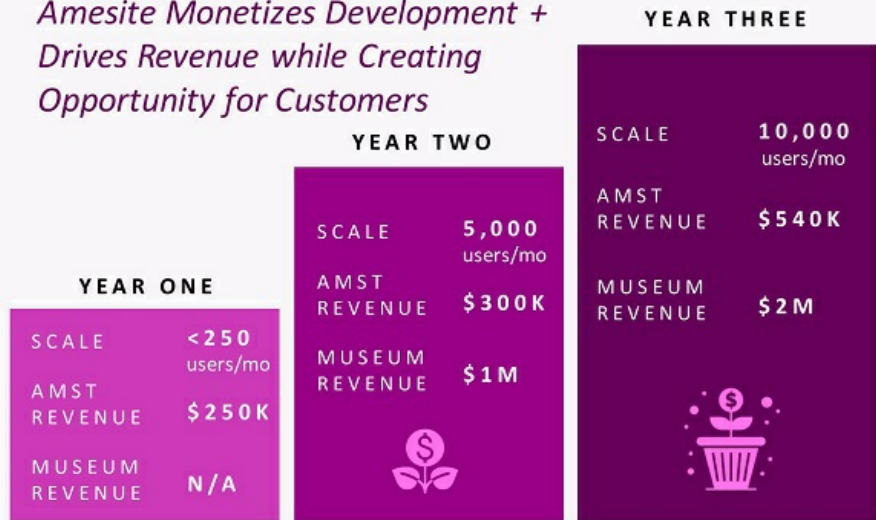 Amesite Monetizes Development +
Drives Revenue while Creating
Opportunity for Customers
YEAR ONE
SCALE <250
users/mo
AMST
REVENUE $250K
MUSEUM
REVENUE N/A
YEAR TWO
SCALE 5,000
users/mo
AMST
REVENUE $300K
MUSEUM
REVENUE $1M
$
YEAR THREE
SCALE 10,000
users/mo
AMST
REVENUE $540K
MUSEUM
REVENUE $2M
$